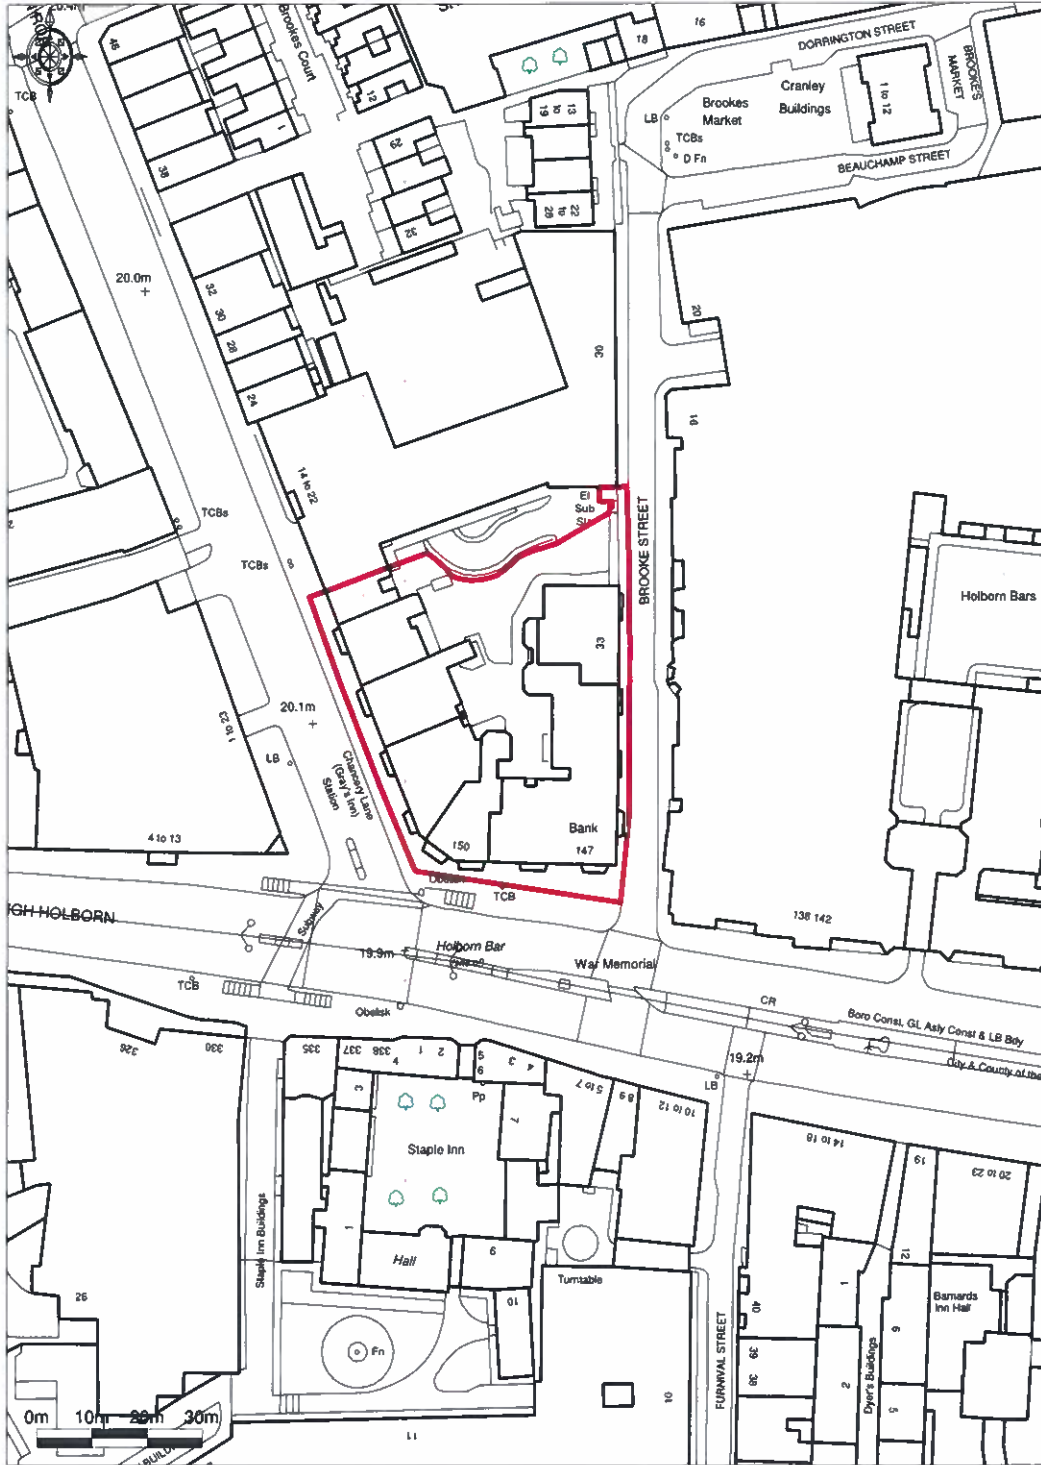 TCB
46
Brookes Court
12
1
38
29
32
16
18
DORRINGTON STREET
BROOKE'S
MARKET
Cranley
Buildings
1 to 12
Brookes
Market
LB
TCBs
D Fn
BEAUCHAMP STREET
13
to
19
22
to
28
20.0m
32
30
28
24
30
20
16
14 to 22
TCBs
TCBs
El
Sub
BROOKE STREET
Holborn Bars
33
20.1m
1 to 23
LB
Chancery Lane
(Gray's Inn)
Station
4 to 13
150
Bank
147
TCB
138 142
IGH HOLBORN
Subway
Holborn Bar
19.9m
War Memorial
TCB
Obelisk
CR
Boro Const, GL Asly Const & LB Bdy
City & County of the
19.2m
LB
326
330
335
337
338
4
1
2
5
6
3
4
Pp
7
5 to 7
8 9
10 to 12
14 to 18
19
20 to 23
Staple Inn
Staple Inn Buildings
1
Hall
9
10
Turntable
12
1
6
Barnards
Inn Hall
40
39
38
2
5
Dyer's Buildings
FURNIVAL STREET
26
Fn
10
11
0m 10m 20m 30m